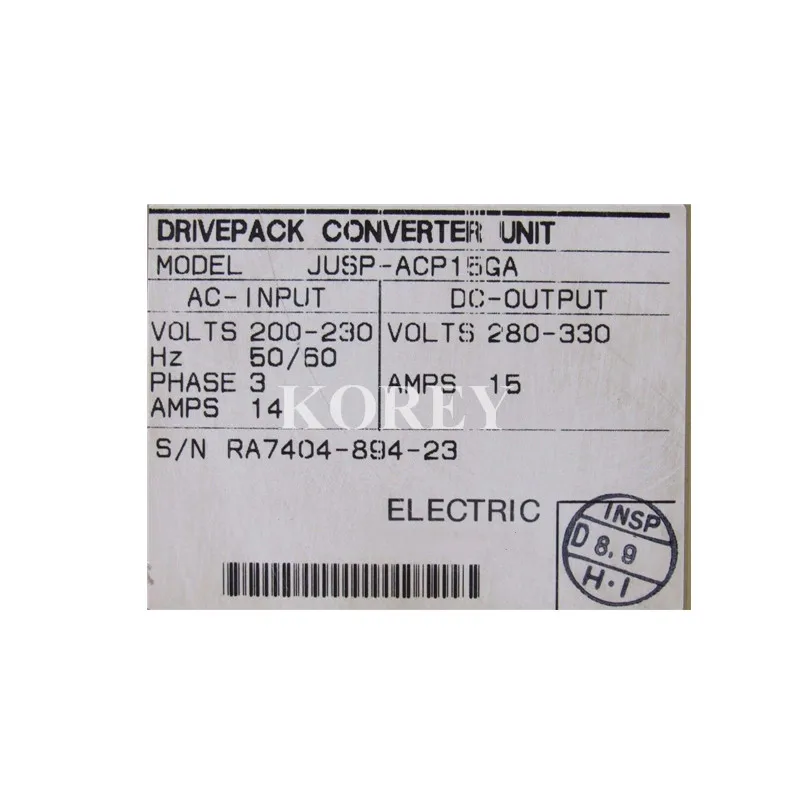 DRIVEPACK CONVERTER UNIT
MODEL JUSP-ACP15GA
AC-INPUT DC-OUTPUT
VOLTS 200-230 VOLTS 280-330
Hz 50/60
PHASE 3 AMPS 15
AMPS 14
KOREY
S/N RA7404-894-23
ELECTRIC
INSP
D 8.9
H·I